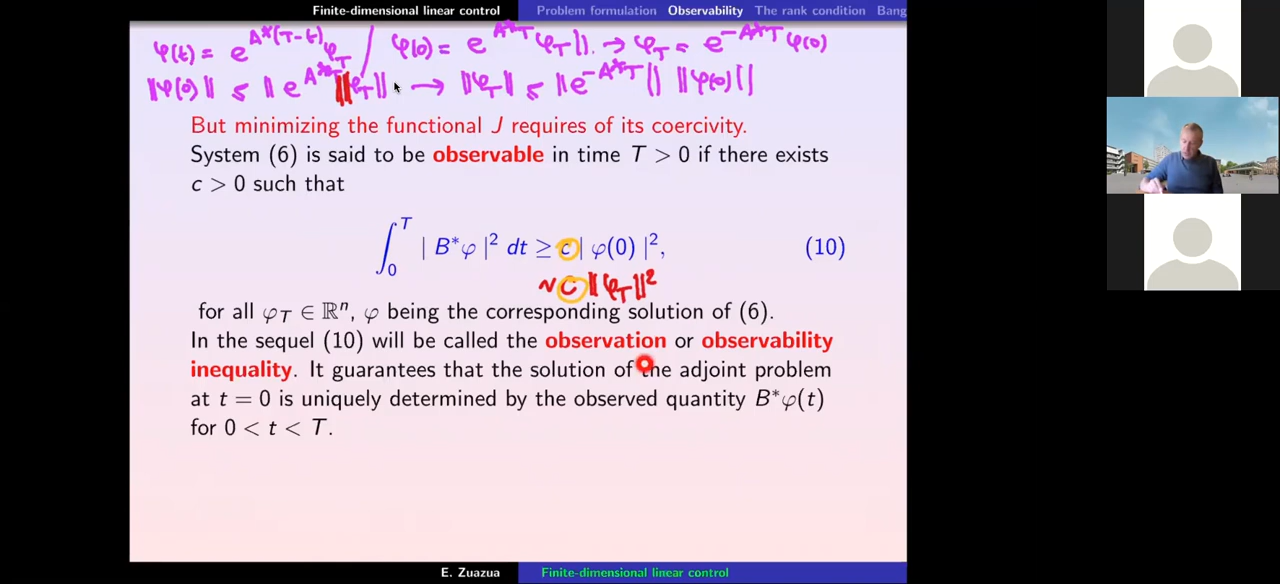 Finite-dimensional linear control Problem formulation Observability The rank condition Bang
φ(t) = e^{A*(T-t)} φ_T / φ(0) = e^{A*T} φ_T ||. → φ_T = e^{-A*T} φ(0)
||φ(0)|| ≤ ||e^{A*T}|| ||φ_T|| → ||φ_T|| ≤ ||e^{-A*T}|| ||φ(0)||
But minimizing the functional J requires of its coercivity.
System (6) is said to be observable in time T > 0 if there exists
c > 0 such that
∫_0^T | B*φ |² dt ≥ c | φ(0) |², (10)
~ C ||φ_T||²
for all φ_T ∈ ℝⁿ, φ being the corresponding solution of (6).
In the sequel (10) will be called the observation or observability
inequality. It guarantees that the solution of the adjoint problem
at t = 0 is uniquely determined by the observed quantity B*φ(t)
for 0 < t < T.
E. Zuazua Finite-dimensional linear control